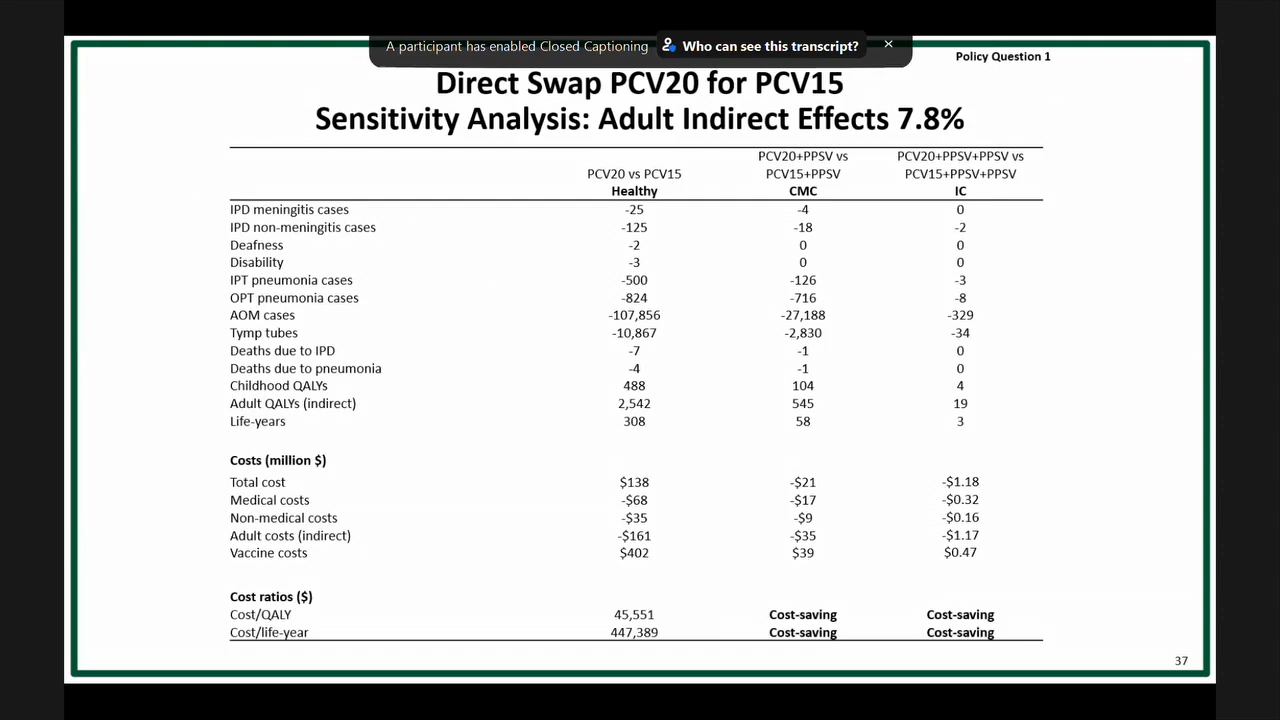 A participant has enabled Closed Captioning Who can see this transcript? ×
Policy Question 1
Direct Swap PCV20 for PCV15
Sensitivity Analysis: Adult Indirect Effects 7.8%
PCV20+PPSV vs PCV20+PPSV+PPSV vs
PCV20 vs PCV15 PCV15+PPSV PCV15+PPSV+PPSV
Healthy CMC IC
IPD meningitis cases -25 -4 0
IPD non-meningitis cases -125 -18 -2
Deafness -2 0 0
Disability -3 0 0
IPT pneumonia cases -500 -126 -3
OPT pneumonia cases -824 -716 -8
AOM cases -107,856 -27,188 -329
Tymp tubes -10,867 -2,830 -34
Deaths due to IPD -7 -1 0
Deaths due to pneumonia -4 -1 0
Childhood QALYs 488 104 4
Adult QALYs (indirect) 2,542 545 19
Life-years 308 58 3
Costs (million $)
Total cost $138 -$21 -$1.18
Medical costs -$68 -$17 -$0.32
Non-medical costs -$35 -$9 -$0.16
Adult costs (indirect) -$161 -$35 -$1.17
Vaccine costs $402 $39 $0.47
Cost ratios ($)
Cost/QALY 45,551 Cost-saving Cost-saving
Cost/life-year 447,389 Cost-saving Cost-saving
37